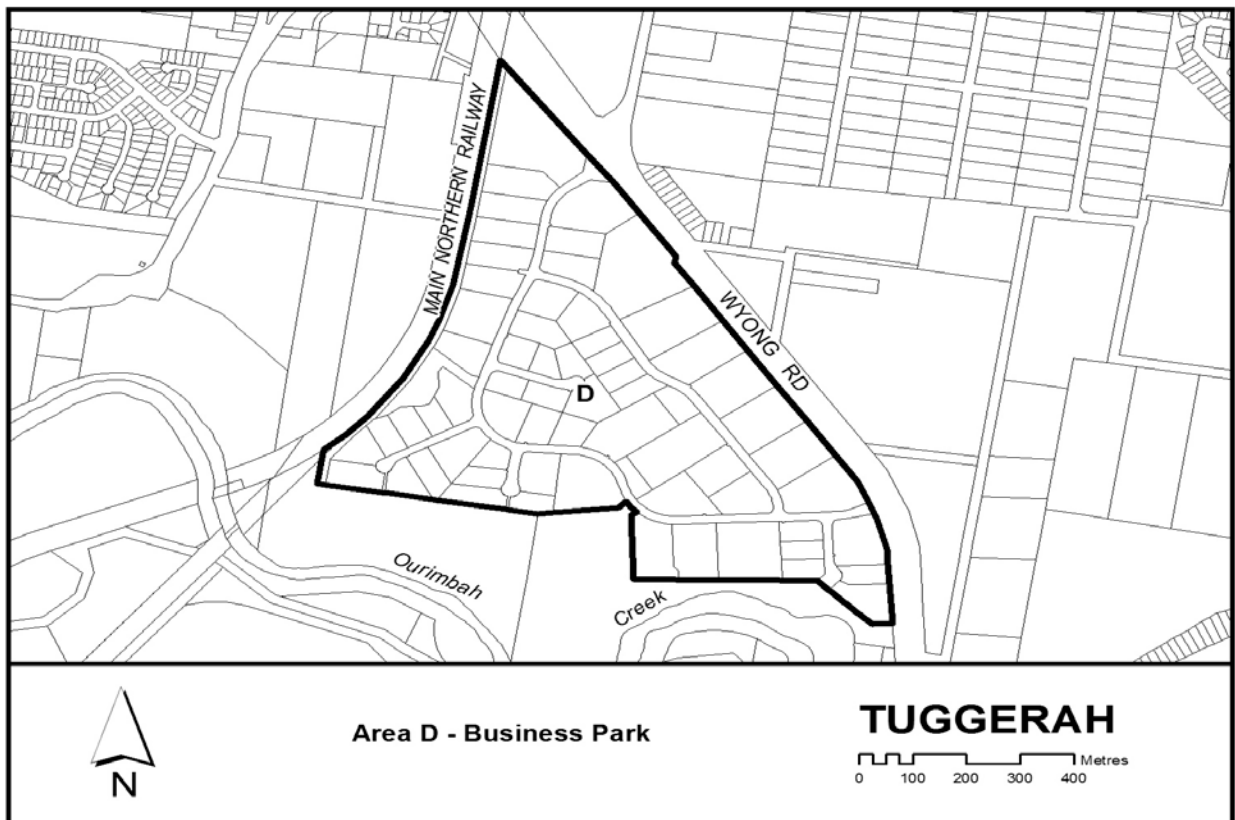 MAIN NORTHERN RAILWAY
WYONG RD
D
Ourimbah
Creek
N
Area D - Business Park
TUGGERAH
Metres
0 100 200 300 400